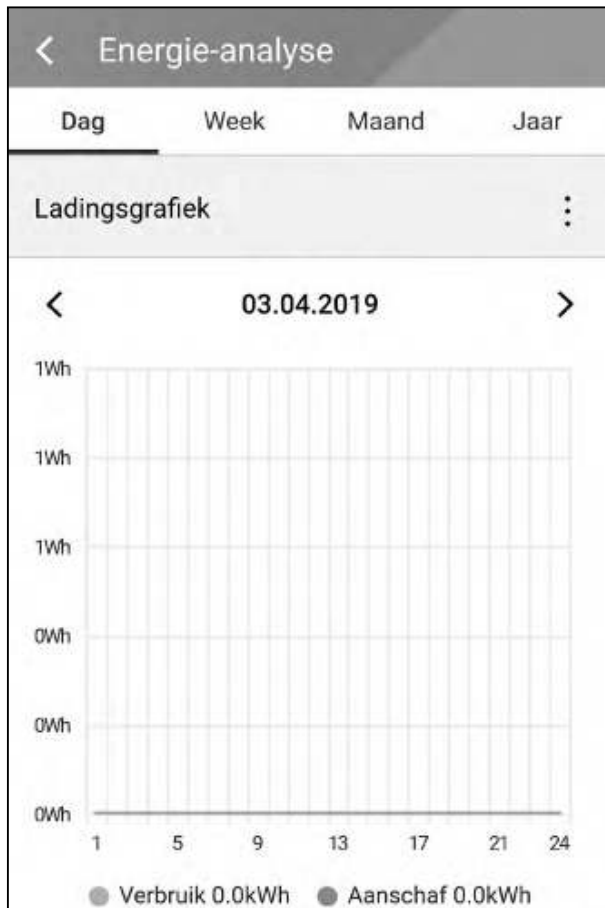 Energie-analyse
Dag Week Maand Jaar
Ladingsgrafiek
03.04.2019
1Wh
1Wh
1Wh
0Wh
0Wh
0Wh
1 5 9 13 17 21 24
Verbruik 0.0kWh Aanschaf 0.0kWh